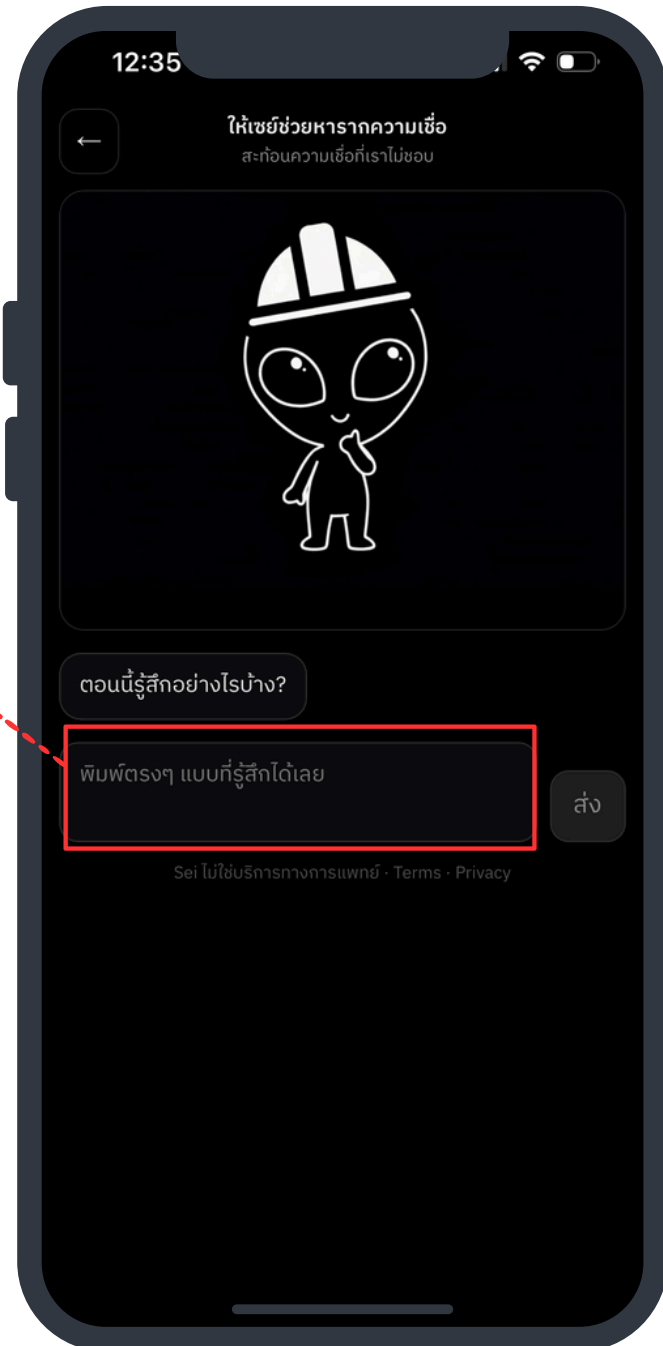 12:35
←
ให้เซย์ช่วยหารากความเชื่อ
สะท้อนความเชื่อที่เราไม่ชอบ
ตอนนี้รู้สึกอย่างไรบ้าง?
พิมพ์ตรงๆ แบบที่รู้สึกได้เลย
ส่ง
Sei ไม่ใช่บริการทางการแพทย์ · Terms · Privacy